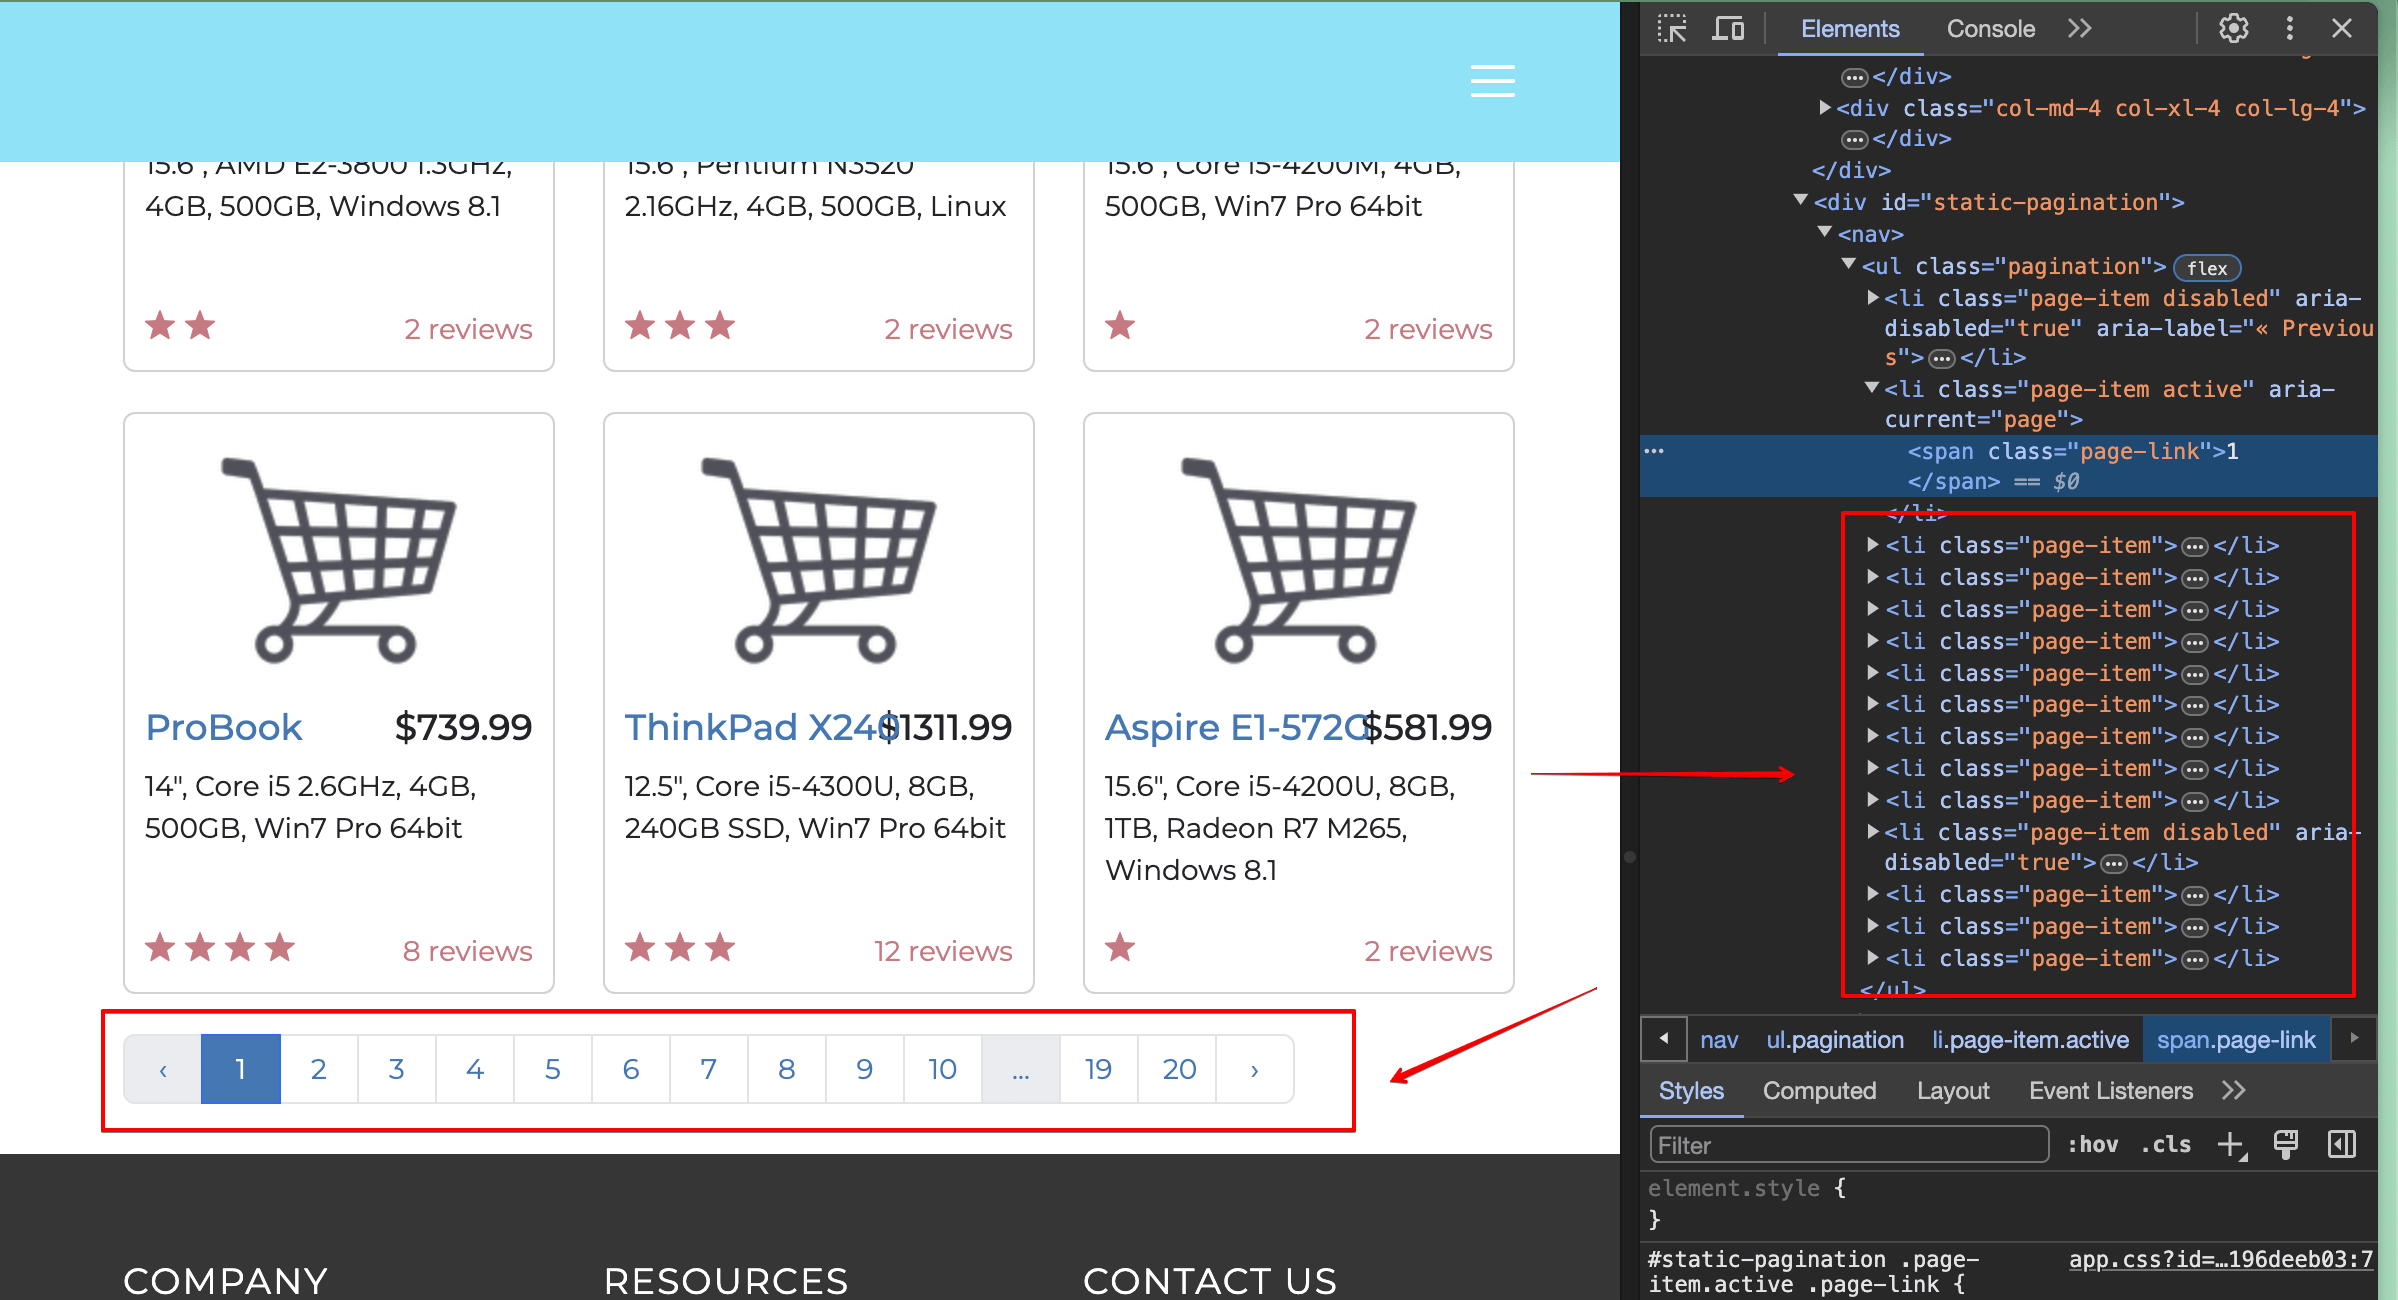 15.6", AMD E2-3800 1.3GHz,
4GB, 500GB, Windows 8.1
2 reviews
15.6", Pentium N3520
2.16GHz, 4GB, 500GB, Linux
2 reviews
15.6", Core i5-4200M, 4GB,
500GB, Win7 Pro 64bit
2 reviews
ProBook $739.99
14", Core i5 2.6GHz, 4GB,
500GB, Win7 Pro 64bit
8 reviews
ThinkPad X240 $1311.99
12.5", Core i5-4300U, 8GB,
240GB SSD, Win7 Pro 64bit
12 reviews
Aspire E1-572G $581.99
15.6", Core i5-4200U, 8GB,
1TB, Radeon R7 M265,
Windows 8.1
2 reviews
‹ 1 2 3 4 5 6 7 8 9 10 ... 19 20 ›
COMPANY RESOURCES CONTACT US
Elements Console
</div>
<div class="col-md-4 col-xl-4 col-lg-4">
</div>
</div>
<div id="static-pagination">
<nav>
<ul class="pagination"> flex
<li class="page-item disabled" aria-
disabled="true" aria-label="« Previou
s"> </li>
<li class="page-item active" aria-
current="page">
<span class="page-link">1
</span> == $0
</li>
<li class="page-item"> </li>
<li class="page-item"> </li>
<li class="page-item"> </li>
<li class="page-item"> </li>
<li class="page-item"> </li>
<li class="page-item"> </li>
<li class="page-item"> </li>
<li class="page-item"> </li>
<li class="page-item"> </li>
<li class="page-item disabled" aria-
disabled="true"> </li>
<li class="page-item"> </li>
<li class="page-item"> </li>
<li class="page-item"> </li>
</ul>
nav ul.pagination li.page-item.active span.page-link
Styles Computed Layout Event Listeners
Filter :hov .cls
element.style {
}
#static-pagination .page- app.css?id=…196deeb03:7
item.active .page-link {